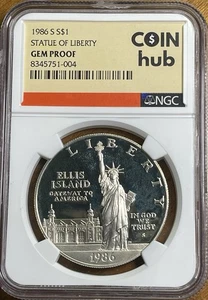 1986 S S$1
STATUE OF LIBERTY
GEM PROOF
8345751-004
COIN
hub
NGC
LIBERTY
ELLIS
ISLAND
GATEWAY TO
AMERICA
IN GOD
WE
TRUST
S
1986